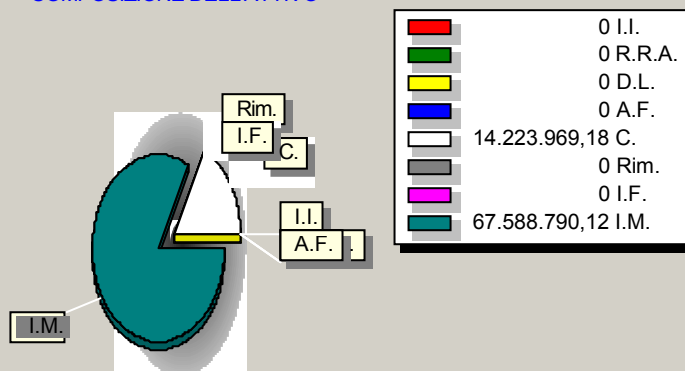 0 I.I.
0 R.R.A.
0 D.L.
0 A.F.
14.223.969,18 C.
0 Rim.
0 I.F.
67.588.790,12 I.M.
Rim.
I.F.
C.
I.I.
A.F.
I.M.